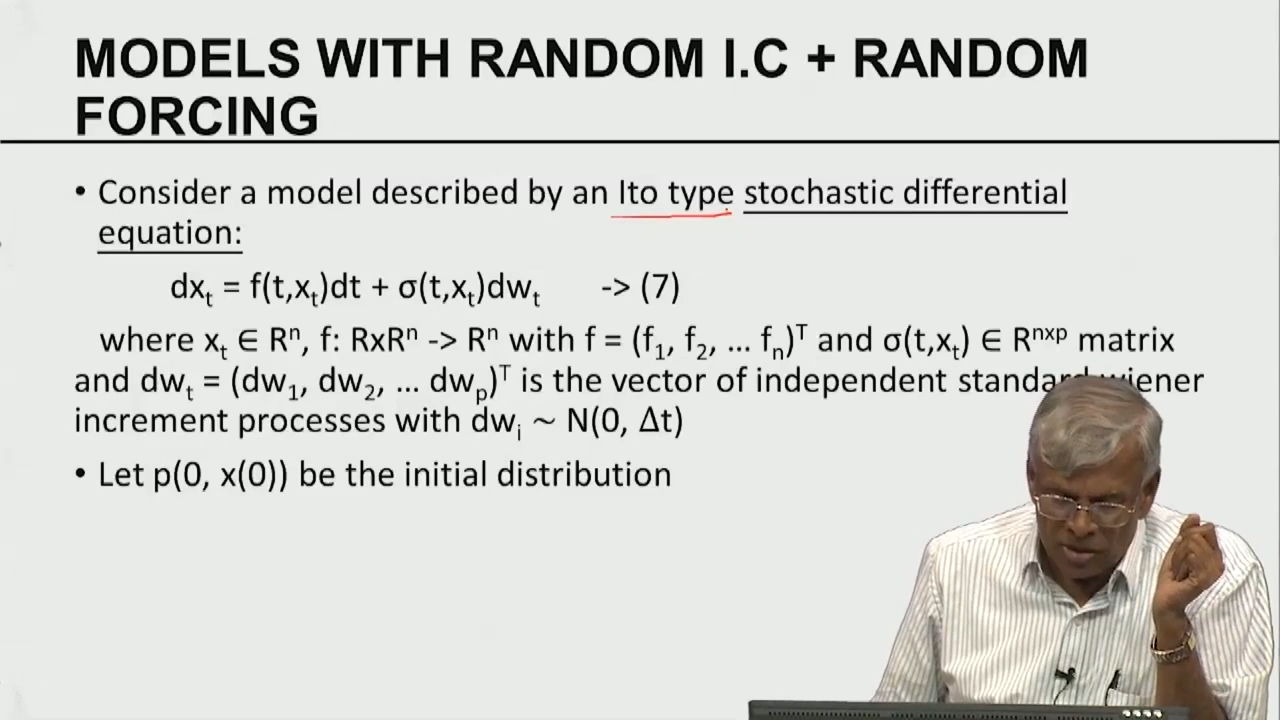 MODELS WITH RANDOM I.C + RANDOM
FORCING
• Consider a model described by an Ito type stochastic differential
equation:
dxₜ = f(t,xₜ)dt + σ(t,xₜ)dwₜ -> (7)
where xₜ ∈ Rⁿ, f: RxRⁿ -> Rⁿ with f = (f₁, f₂, … fₙ)ᵀ and σ(t,xₜ) ∈ Rⁿˣᵖ matrix
and dwₜ = (dw₁, dw₂, … dwₚ)ᵀ is the vector of independent standard wiener
increment processes with dwᵢ ~ N(0, Δt)
• Let p(0, x(0)) be the initial distribution